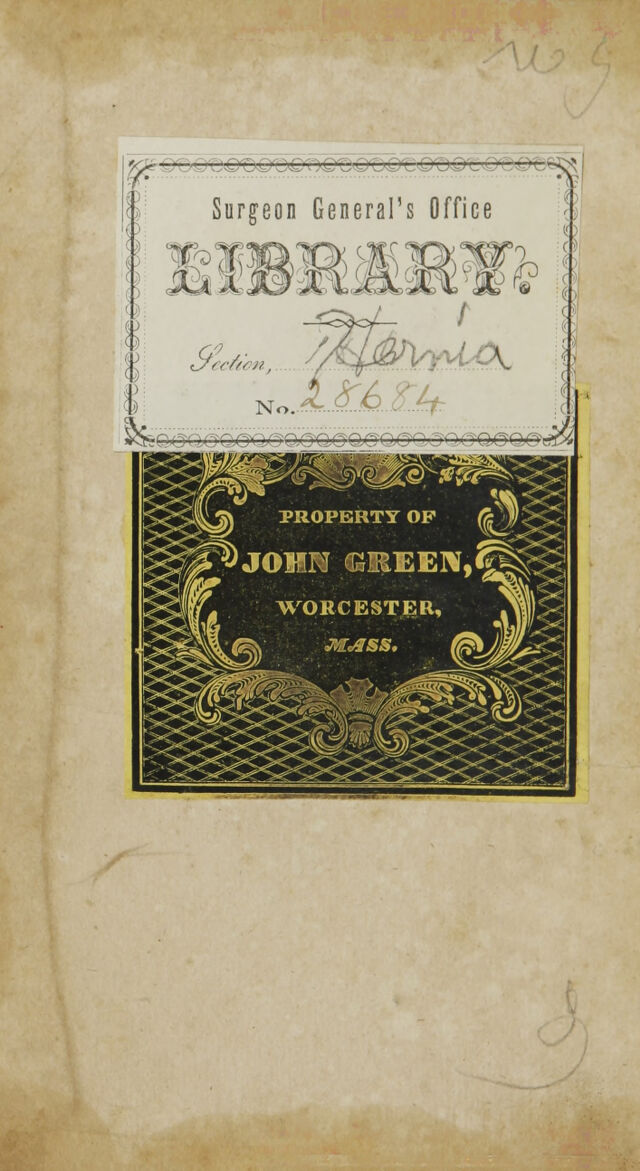 Surgeon General's Office
LIBRARY.
Section, Hernia
No. 28684
PROPERTY OF
JOHN GREEN,
WORCESTER,
MASS.